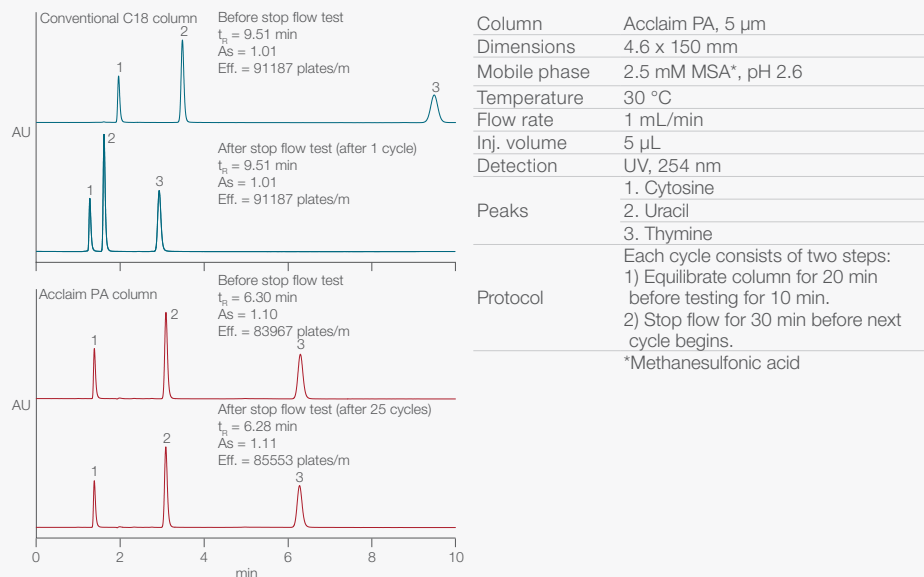 Conventional C18 column
Before stop flow test
tR = 9.51 min
As = 1.01
Eff. = 91187 plates/m
1
2
3
AU
After stop flow test (after 1 cycle)
tR = 9.51 min
As = 1.01
Eff. = 91187 plates/m
1
2
3
Acclaim PA column
Before stop flow test
tR = 6.30 min
As = 1.10
Eff. = 83967 plates/m
1
2
3
AU
After stop flow test (after 25 cycles)
tR = 6.28 min
As = 1.11
Eff. = 85553 plates/m
1
2
3
0 2 4 6 8 10
min
Column Acclaim PA, 5 µm
Dimensions 4.6 x 150 mm
Mobile phase 2.5 mM MSA*, pH 2.6
Temperature 30 °C
Flow rate 1 mL/min
Inj. volume 5 µL
Detection UV, 254 nm
Peaks
1. Cytosine
2. Uracil
3. Thymine
Protocol
Each cycle consists of two steps:
1) Equilibrate column for 20 min
before testing for 10 min.
2) Stop flow for 30 min before next
cycle begins.
*Methanesulfonic acid